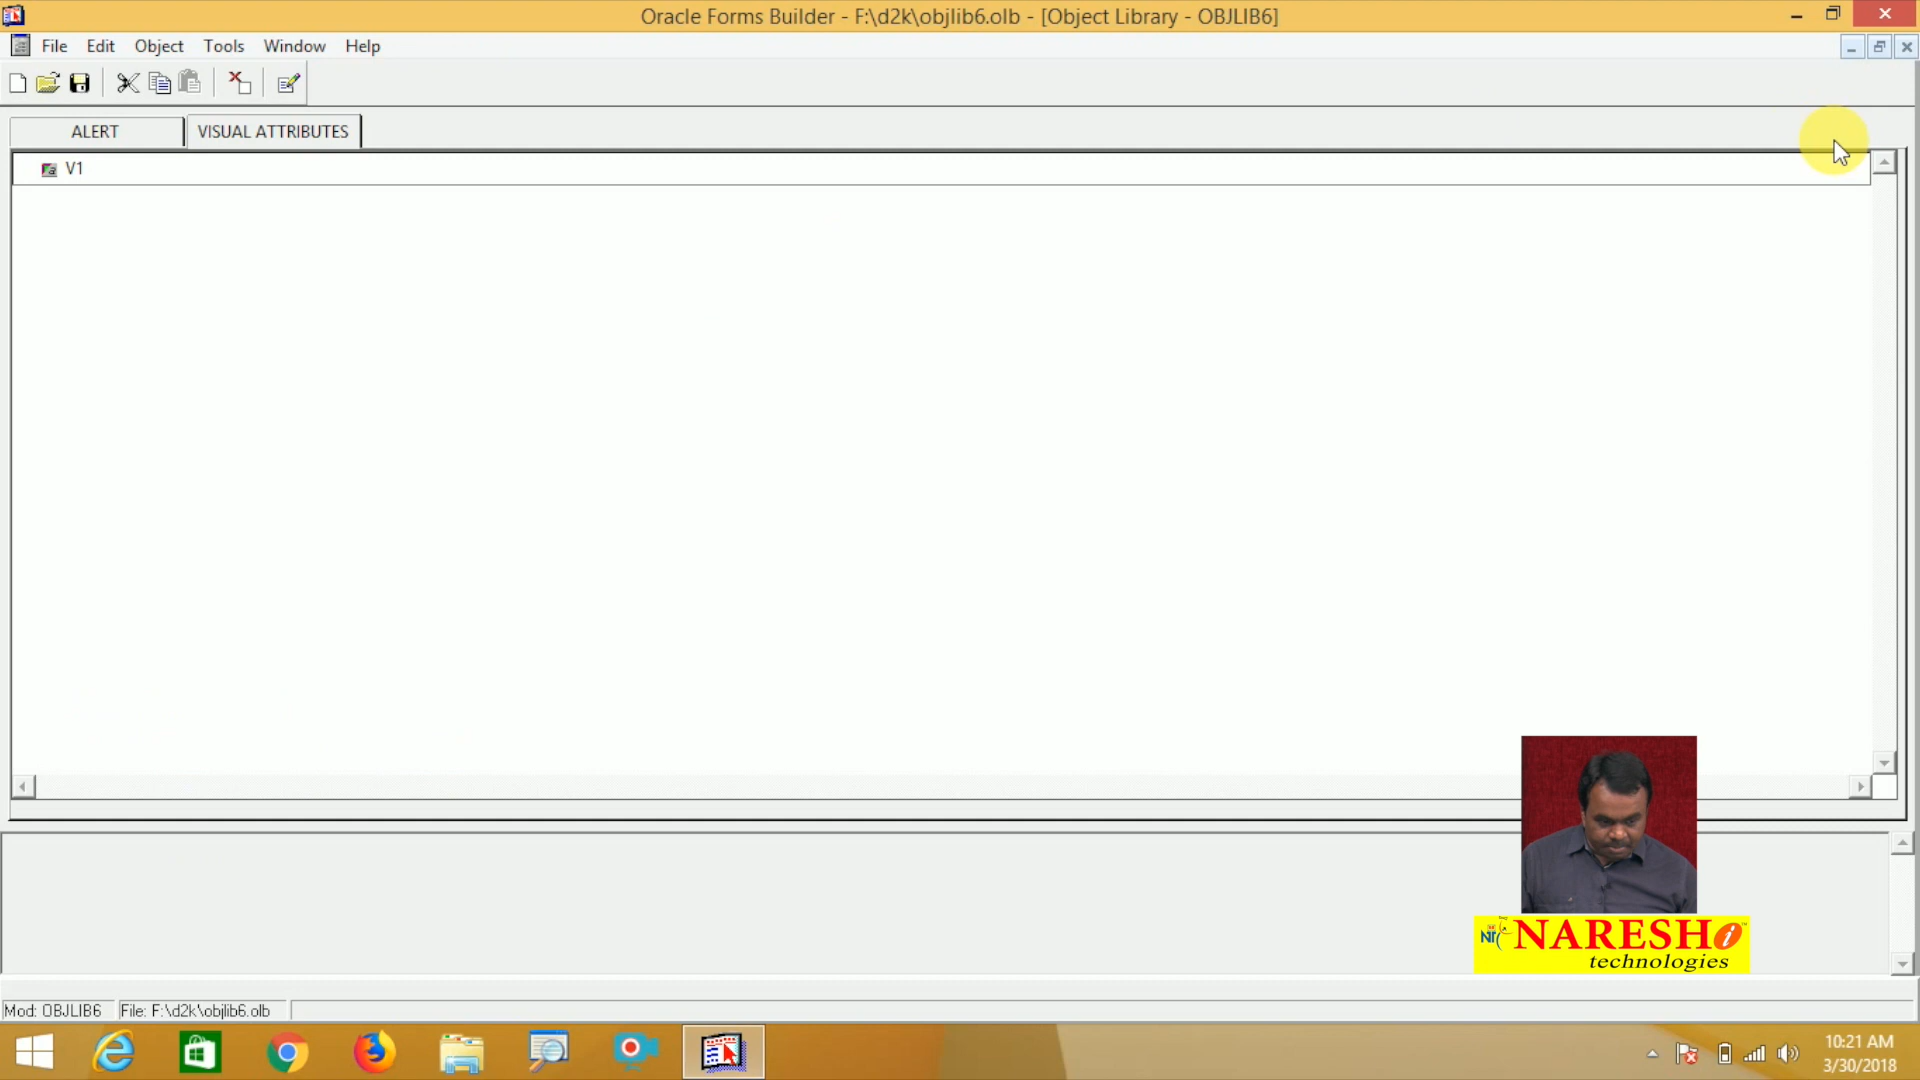 Oracle Forms Builder - F:\d2k\objlib6.olb - [Object Library - OBJLIB6]
File Edit Object Tools Window Help
ALERT VISUAL ATTRIBUTES
V1
NARESH i
technologies
Mod: OBJLIB6 File: F:\d2k\objlib6.olb
10:21 AM
3/30/2018